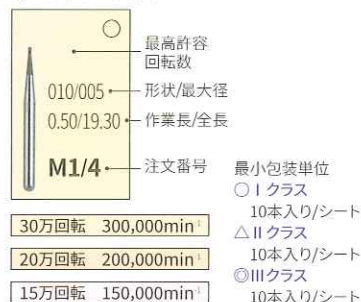 ○
最高許容
回転数
010/005
形状/最大径
0.50/19.30
作業長/全長
M1/4
注文番号
30万回転 300,000min⁻¹
20万回転 200,000min⁻¹
15万回転 150,000min⁻¹
最小包装単位
○ Iクラス
10本入り/シート
△ IIクラス
10本入り/シート
◎IIIクラス
10本入り/シート